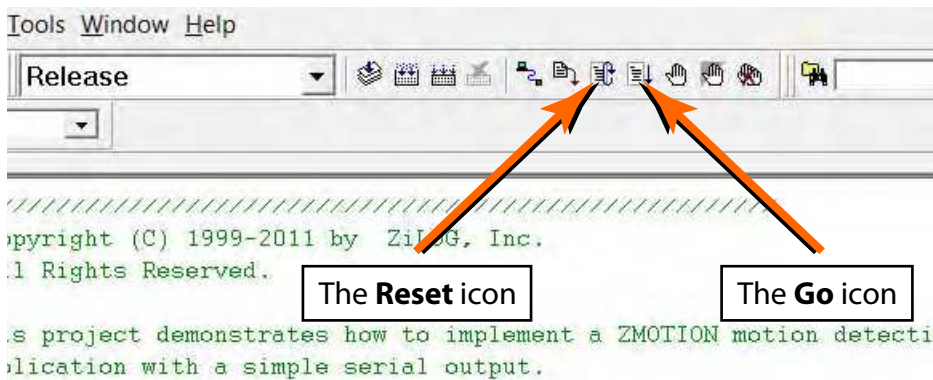 Tools Window Help
Release
opyright (C) 1999-2011 by ZiLOG, Inc.
ll Rights Reserved.
The Reset icon
The Go icon
s project demonstrates how to implement a ZMOTION motion detecti
plication with a simple serial output.